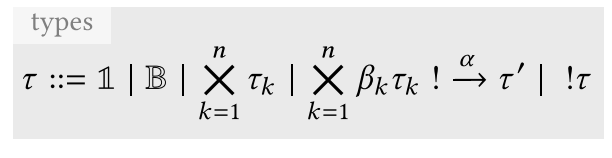 types
τ ::= 𝟙 | 𝔹 | ⨉ₖ₌₁ⁿ τₖ | ⨉ₖ₌₁ⁿ βₖτₖ ! —α→ τ′ | !τ